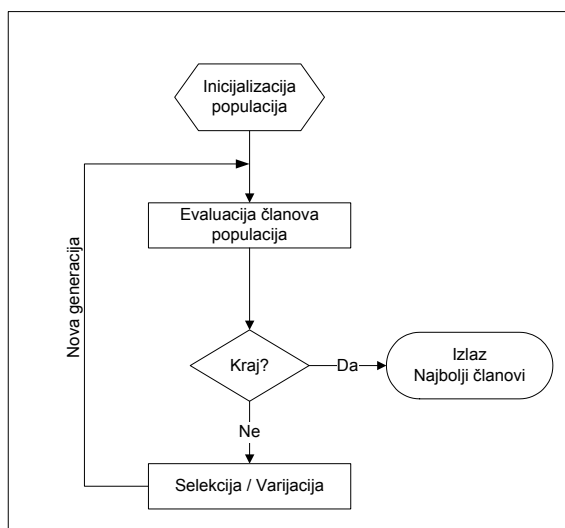 Inicijalizacija
populacija
Evaluacija članova
populacija
Nova generacija
Kraj?
Da
Izlaz
Najbolji članovi
Ne
Selekcija / Varijacija